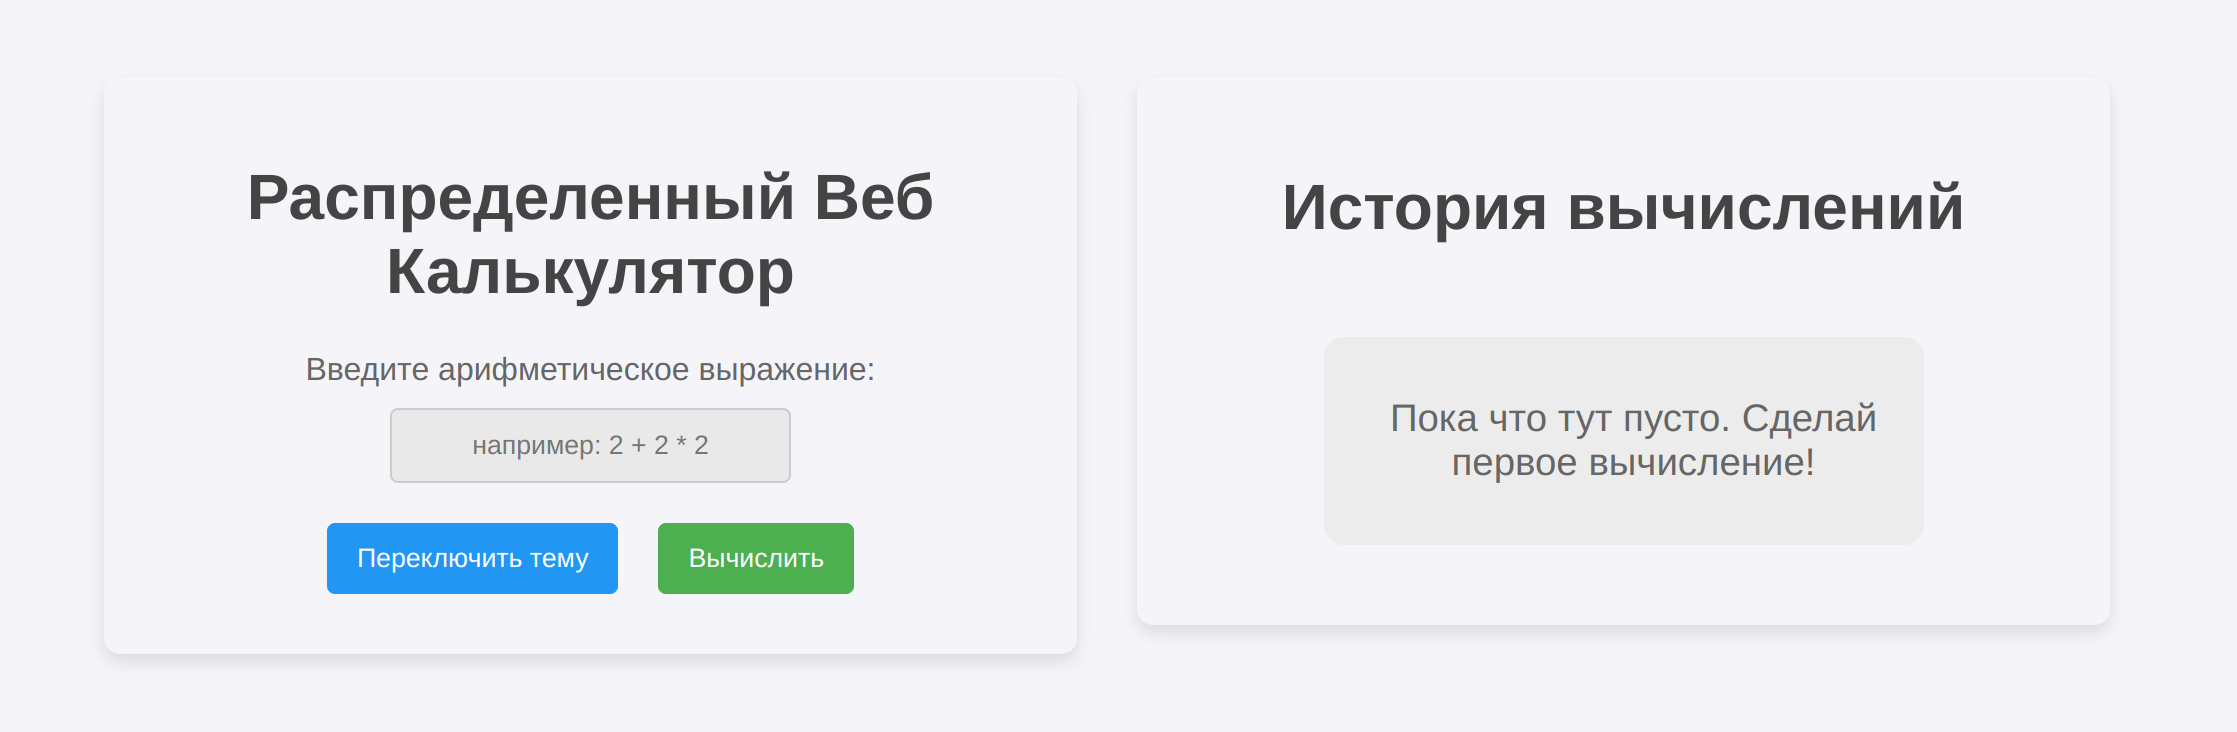 Распределенный Веб
Калькулятор
Введите арифметическое выражение:
например: 2 + 2 * 2
Переключить тему
Вычислить
История вычислений
Пока что тут пусто. Сделай
первое вычисление!